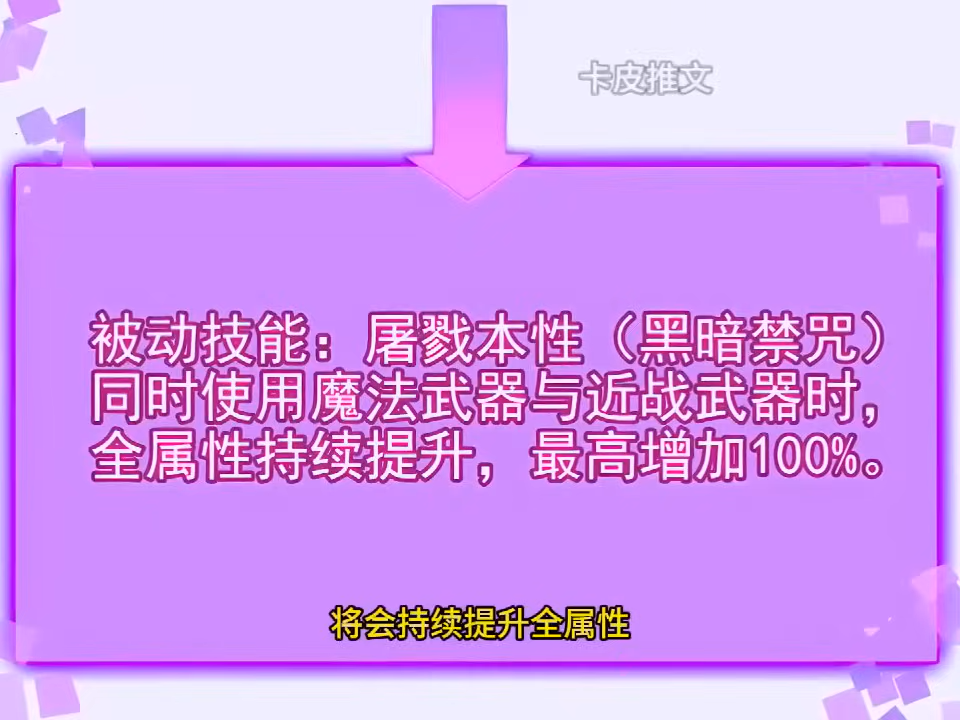 卡皮推文
被动技能：屠戮本性（黑暗禁咒）
同时使用魔法武器与近战武器时，
全属性持续提升，最高增加100%。
将会持续提升全属性